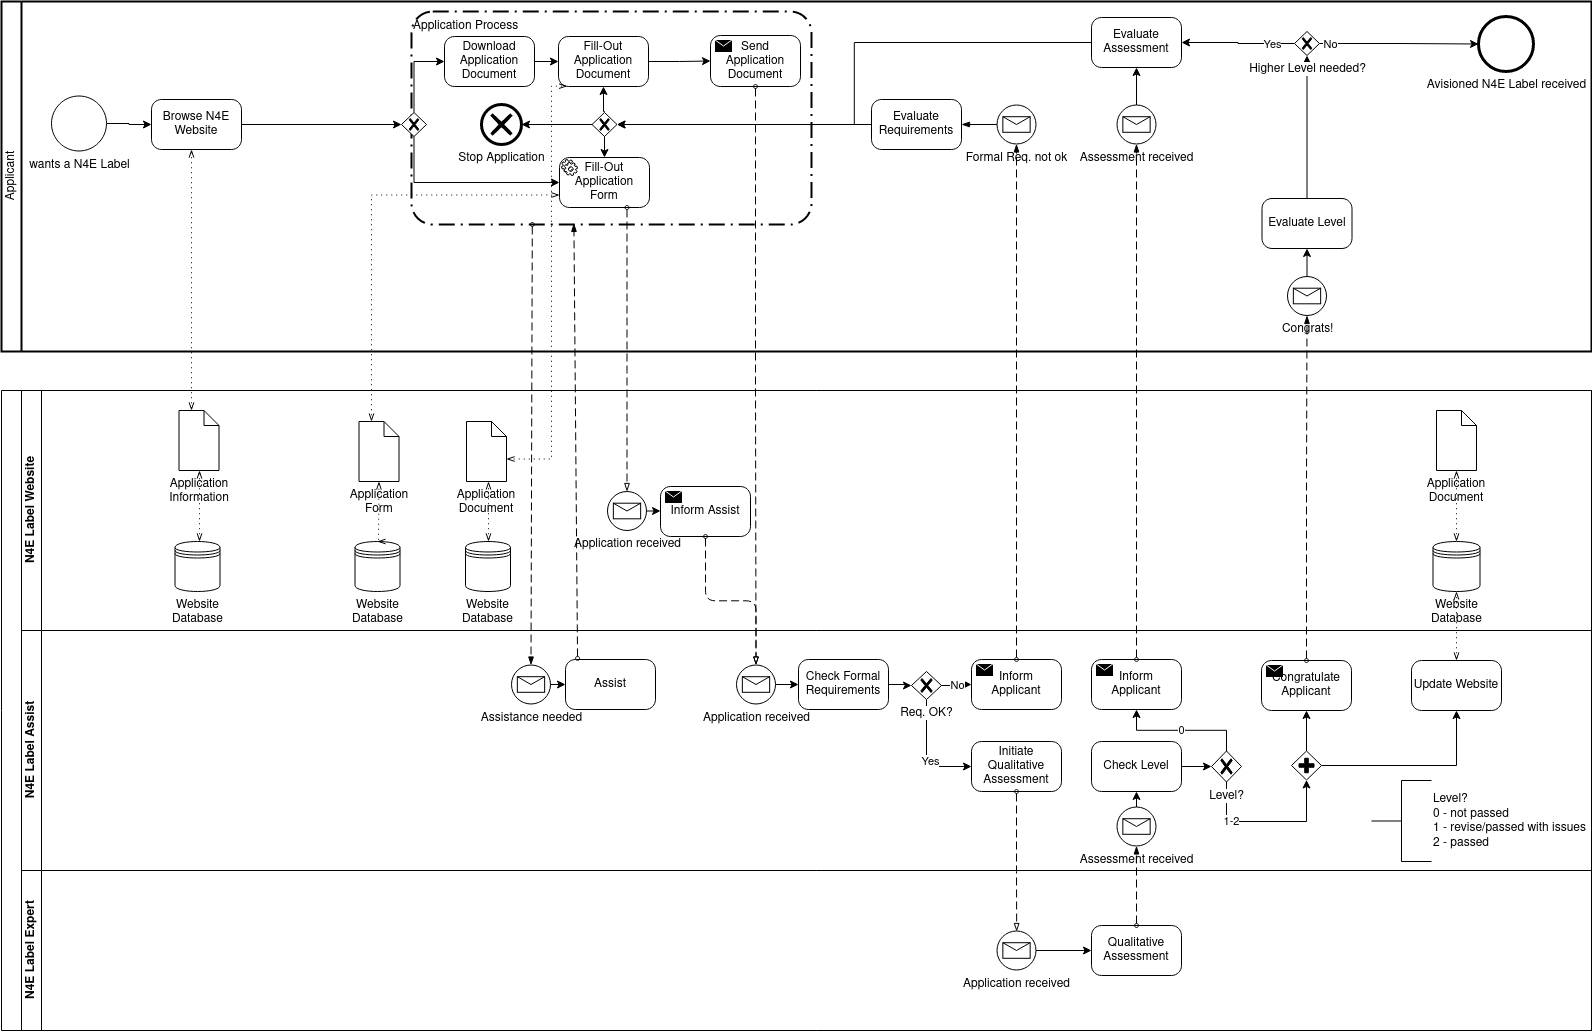 Applicant
Application Process
Download
Application
Document
Fill-Out
Application
Document
Send
Application
Document
Evaluate
Assessment
Yes
No
Higher Level needed?
Avisioned N4E Label received
wants a N4E Label
Browse N4E
Website
Stop Application
Fill-Out
Application
Form
Evaluate
Requirements
Formal Req. not ok
Assessment received
Evaluate Level
Congrats!
N4E Label Website
Application
Information
Website
Database
Application
Form
Website
Database
Application
Document
Website
Database
Application received
Inform Assist
Application
Document
Website
Database
N4E Label Assist
Assistance needed
Assist
Application received
Check Formal
Requirements
Req. OK?
No
Yes
Inform
Applicant
Initiate
Qualitative
Assessment
Inform
Applicant
0
Check Level
Level?
1-2
Assessment received
Congratulate
Applicant
Update Website
Level?
0 - not passed
1 - revise/passed with issues
2 - passed
N4E Label Expert
Application received
Qualitative
Assessment